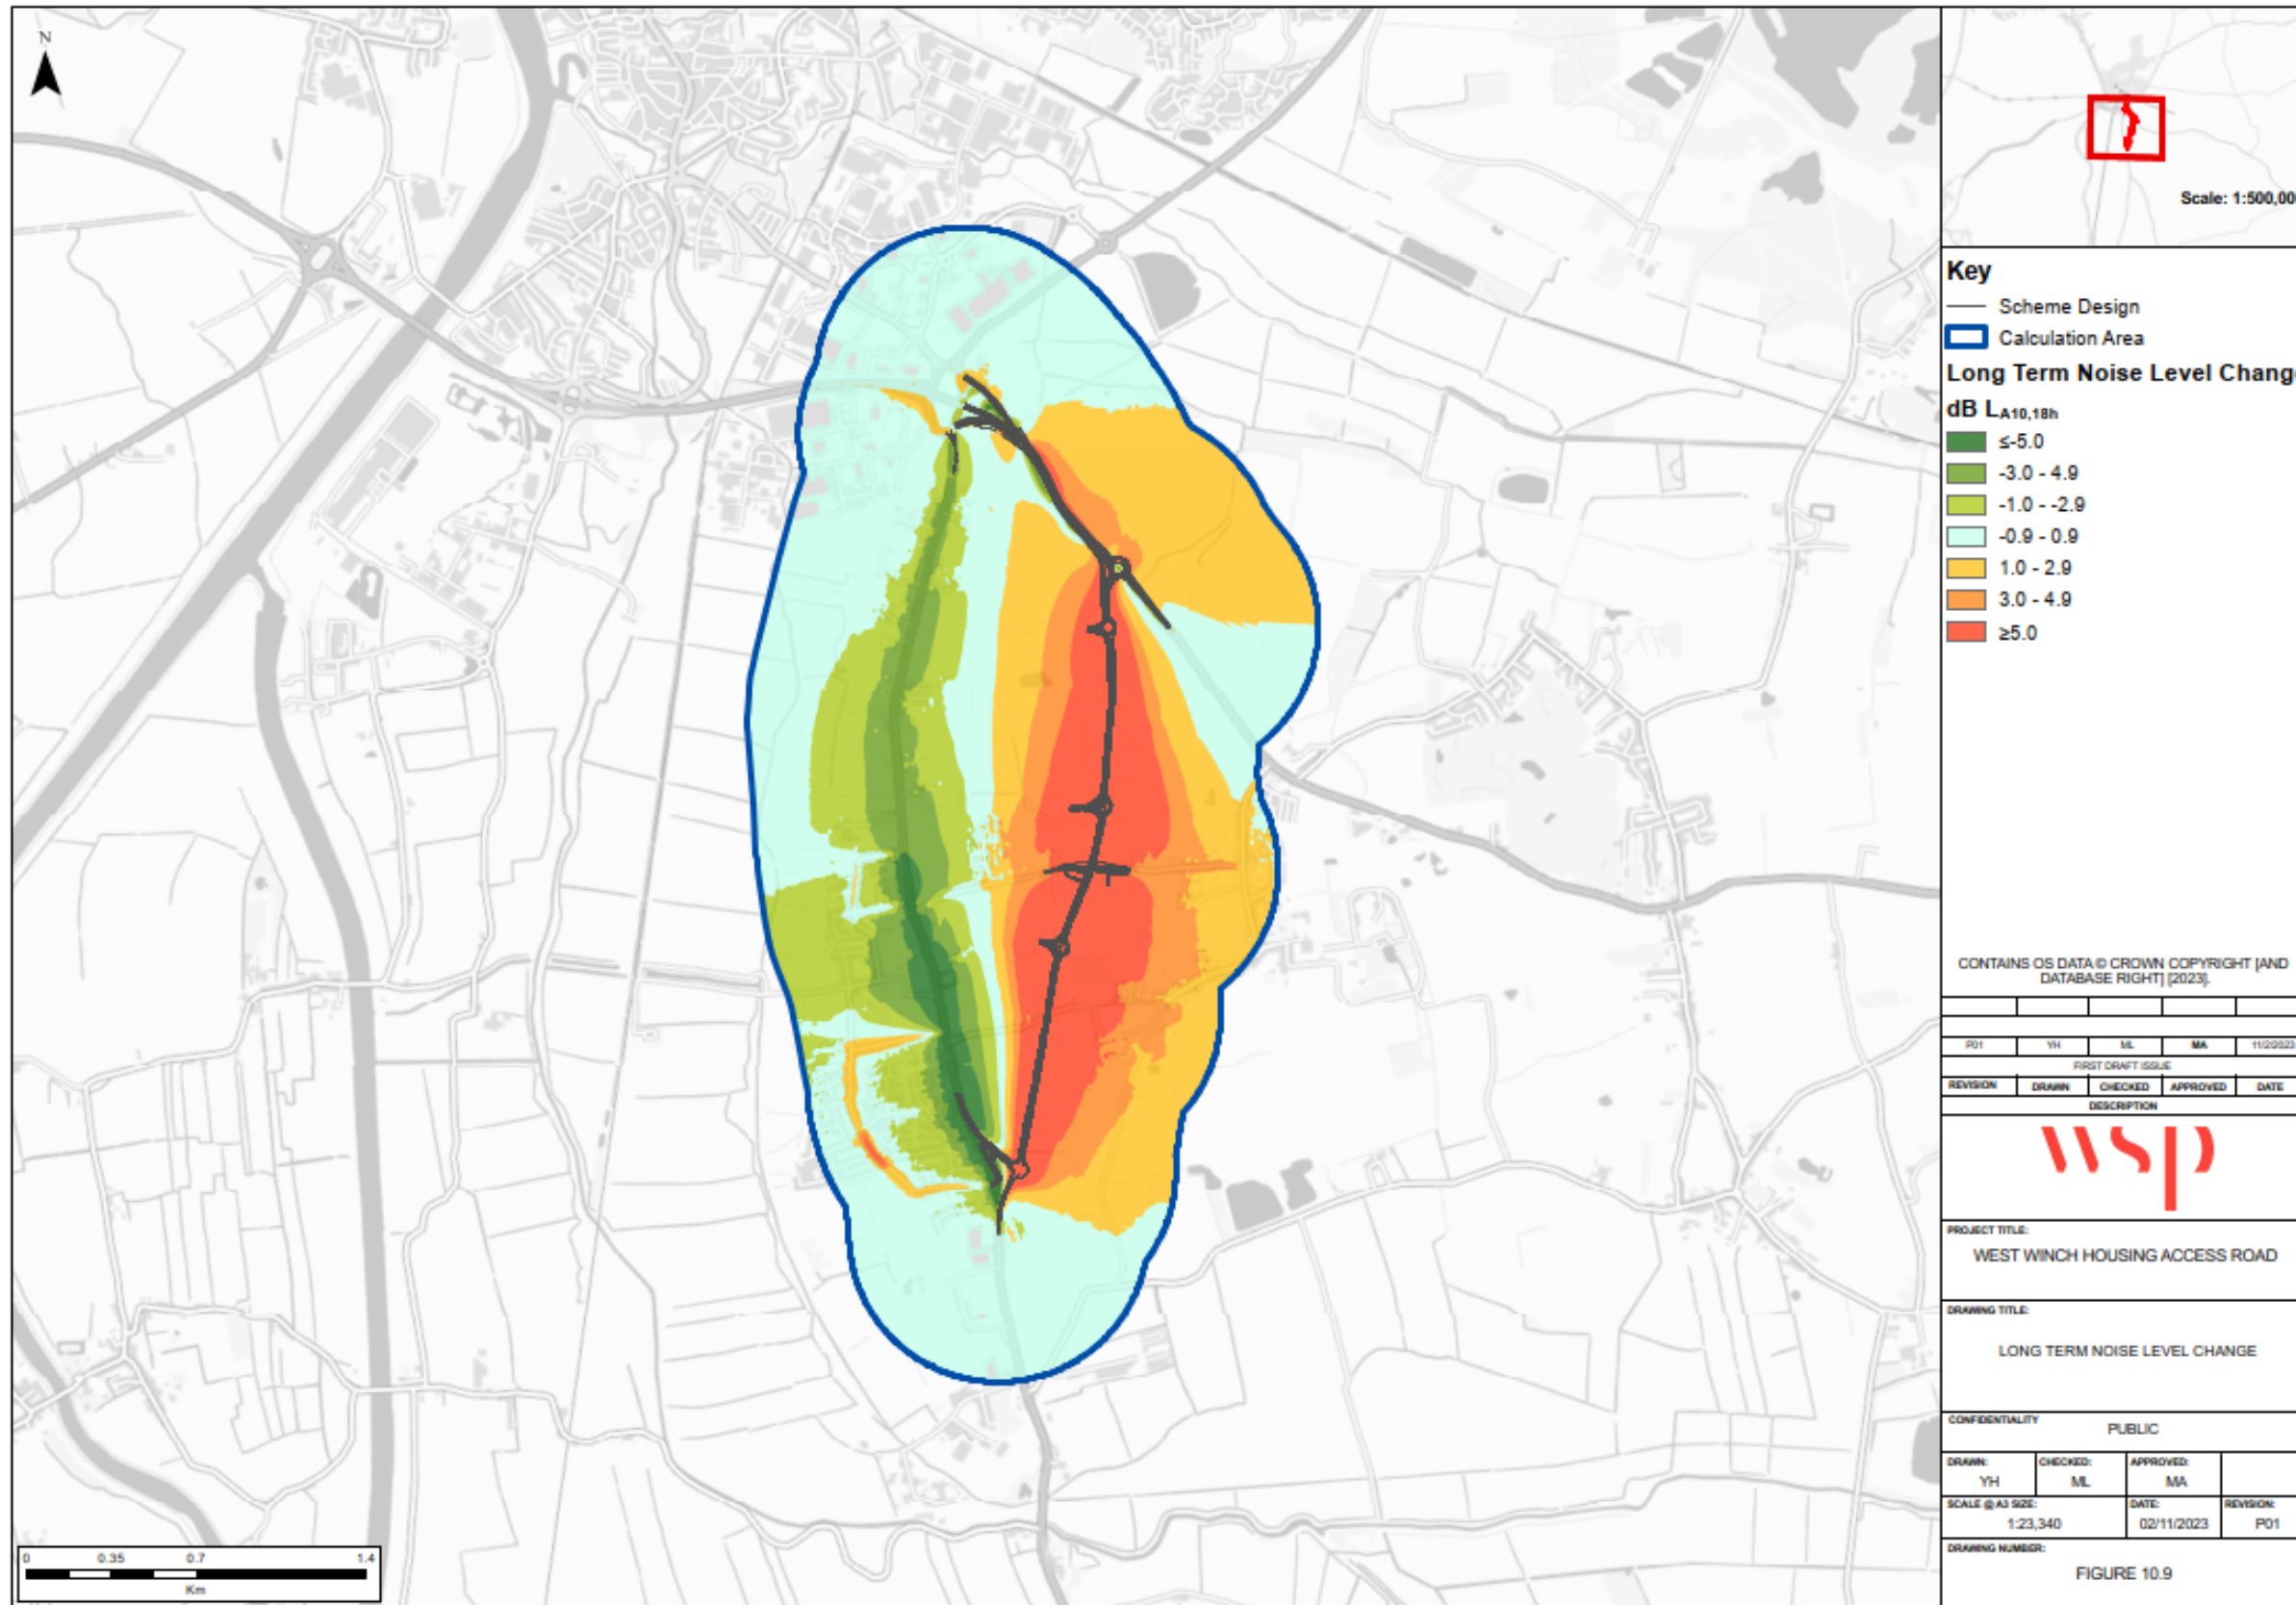 N
Scale: 1:500,00
Key
Scheme Design
Calculation Area
Long Term Noise Level Chang
dB LA10,18h
≤-5.0
-3.0 - 4.9
-1.0 - -2.9
-0.9 - 0.9
1.0 - 2.9
3.0 - 4.9
≥5.0
CONTAINS OS DATA © CROWN COPYRIGHT [AND
DATABASE RIGHT] [2023].
P01 YH ML MA 11/2/2023
FIRST DRAFT ISSUE
REVISION DRAWN CHECKED APPROVED DATE
DESCRIPTION
wsp
PROJECT TITLE:
WEST WINCH HOUSING ACCESS ROAD
DRAWING TITLE:
LONG TERM NOISE LEVEL CHANGE
CONFIDENTIALITY
PUBLIC
DRAWN: CHECKED: APPROVED:
YH ML MA
SCALE @ A3 SIZE: DATE: REVISION:
1:23,340 02/11/2023 P01
DRAWING NUMBER:
FIGURE 10.9
0 0.35 0.7 1.4
Km